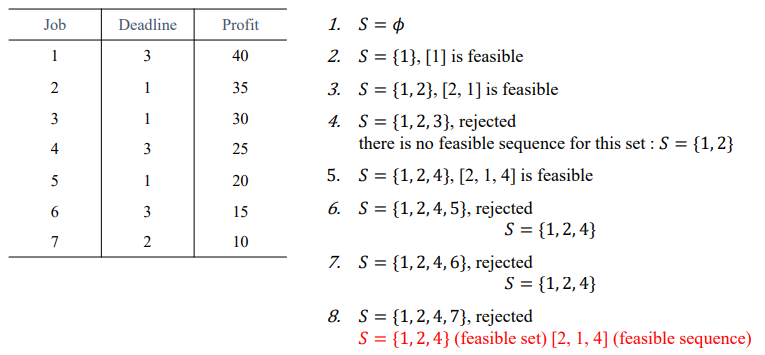 Job Deadline Profit
1 3 40
2 1 35
3 1 30
4 3 25
5 1 20
6 3 15
7 2 10
1. S = ϕ
2. S = {1}, [1] is feasible
3. S = {1, 2}, [2, 1] is feasible
4. S = {1, 2, 3}, rejected
there is no feasible sequence for this set : S = {1, 2}
5. S = {1, 2, 4}, [2, 1, 4] is feasible
6. S = {1, 2, 4, 5}, rejected
S = {1, 2, 4}
7. S = {1, 2, 4, 6}, rejected
S = {1, 2, 4}
8. S = {1, 2, 4, 7}, rejected
S = {1, 2, 4} (feasible set) [2, 1, 4] (feasible sequence)